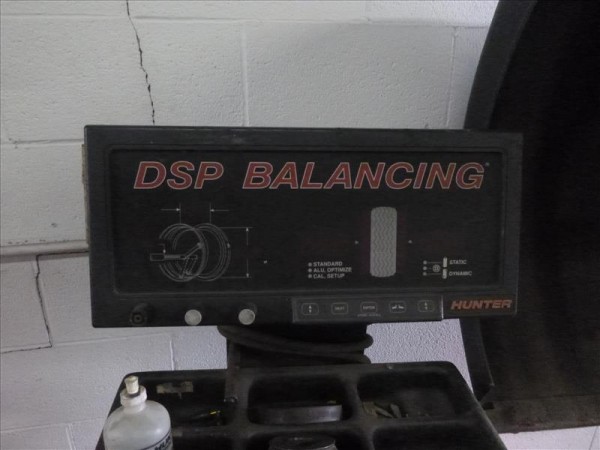 DSP BALANCING
STANDARD
ALU. OPTIMIZE
CAL. SETUP
STATIC
DYNAMIC
HUNTER